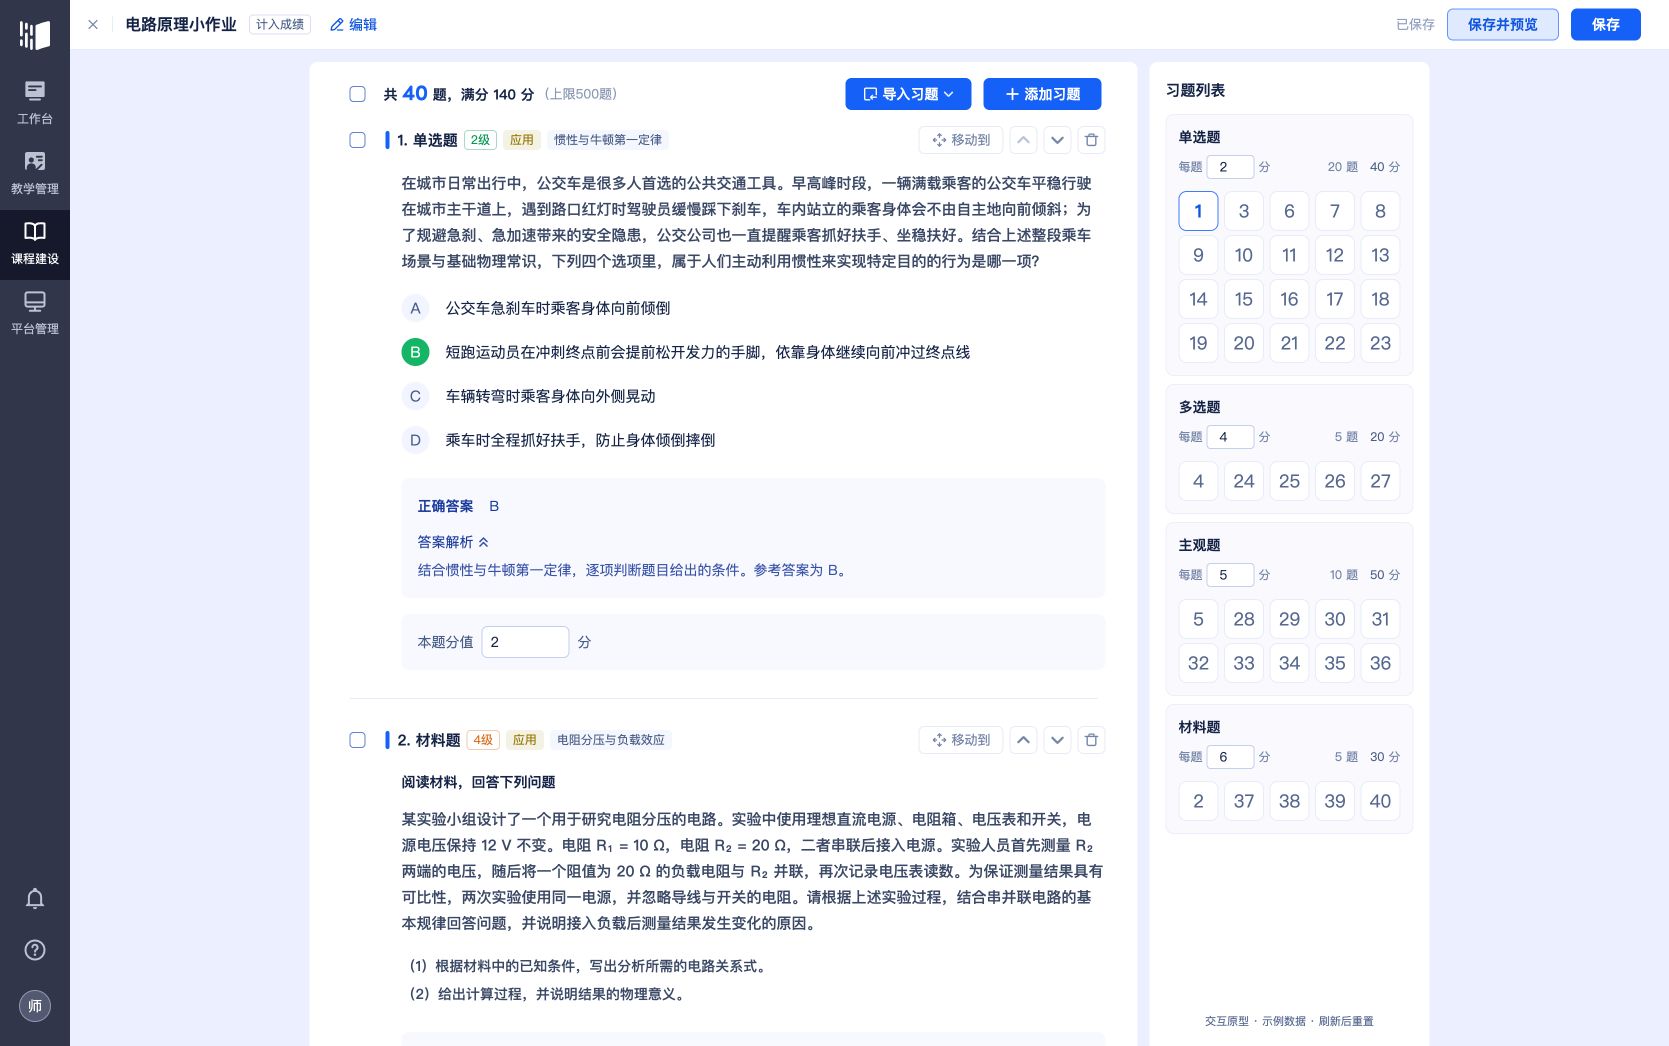 电路原理小作业 计入成绩 编辑 已保存 保存并预览 保存
工作台
教学管理
课程建设
平台管理
师
共 40 题，满分 140 分（上限500题） 导入习题 添加习题
1. 单选题 2级 应用 惯性与牛顿第一定律 移动到
在城市日常出行中，公交车是很多人首选的公共交通工具。早高峰时段，一辆满载乘客的公交车平稳行驶
在城市主干道上，遇到路口红灯时驾驶员缓慢踩下刹车，车内站立的乘客身体会不由自主地向前倾斜；为
了规避急刹、急加速带来的安全隐患，公交公司也一直提醒乘客抓好扶手、坐稳扶好。结合上述整段乘车
场景与基础物理常识，下列四个选项里，属于人们主动利用惯性来实现特定目的的行为是哪一项？
A 公交车急刹车时乘客身体向前倾倒
B 短跑运动员在冲刺终点前会提前松开发力的手脚，依靠身体继续向前冲过终点线
C 车辆转弯时乘客身体向外侧晃动
D 乘车时全程抓好扶手，防止身体倾倒摔倒
正确答案 B
答案解析
结合惯性与牛顿第一定律，逐项判断题目给出的条件。参考答案为 B。
本题分值 2 分
2. 材料题 4级 应用 电阻分压与负载效应 移动到
阅读材料，回答下列问题
某实验小组设计了一个用于研究电阻分压的电路。实验中使用理想直流电源、电阻箱、电压表和开关，电
源电压保持 12 V 不变。电阻 R₁ = 10 Ω，电阻 R₂ = 20 Ω，二者串联后接入电源。实验人员首先测量 R₂
两端的电压，随后将一个阻值为 20 Ω 的负载电阻与 R₂ 并联，再次记录电压表读数。为保证测量结果具有
可比性，两次实验使用同一电源，并忽略导线与开关的电阻。请根据上述实验过程，结合串并联电路的基
本规律回答问题，并说明接入负载后测量结果发生变化的原因。
（1）根据材料中的已知条件，写出分析所需的电路关系式。
（2）给出计算过程，并说明结果的物理意义。
习题列表
单选题
每题 2 分 20 题 40 分
1 3 6 7 8
9 10 11 12 13
14 15 16 17 18
19 20 21 22 23
多选题
每题 4 分 5 题 20 分
4 24 25 26 27
主观题
每题 5 分 10 题 50 分
5 28 29 30 31
32 33 34 35 36
材料题
每题 6 分 5 题 30 分
2 37 38 39 40
交互原型 · 示例数据 · 刷新后重置